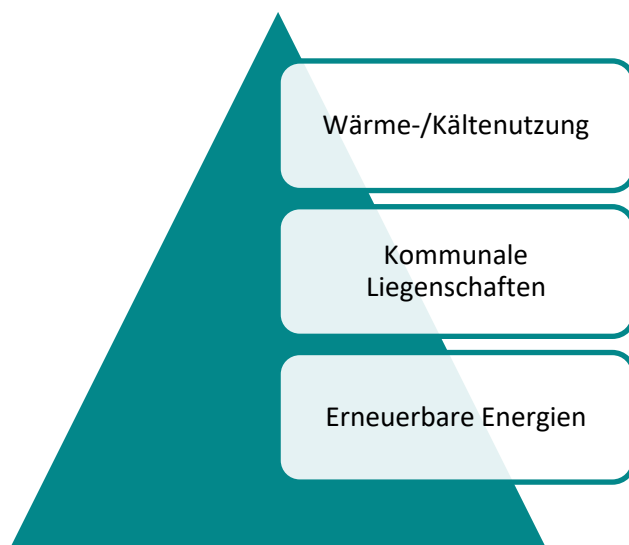 Wärme-/Kältenutzung
Kommunale
Liegenschaften
Erneuerbare Energien